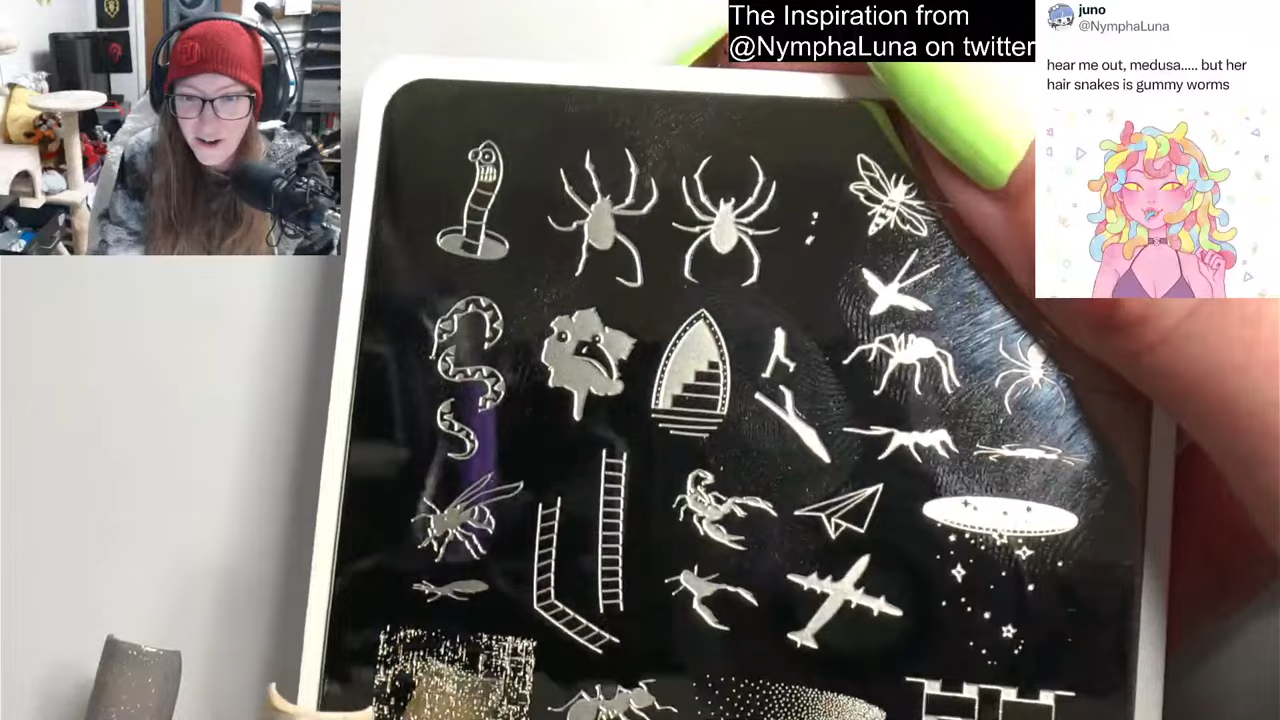 The Inspiration from
@NymphaLuna on twitter
juno
@NymphaLuna
hear me out, medusa..... but her
hair snakes is gummy worms